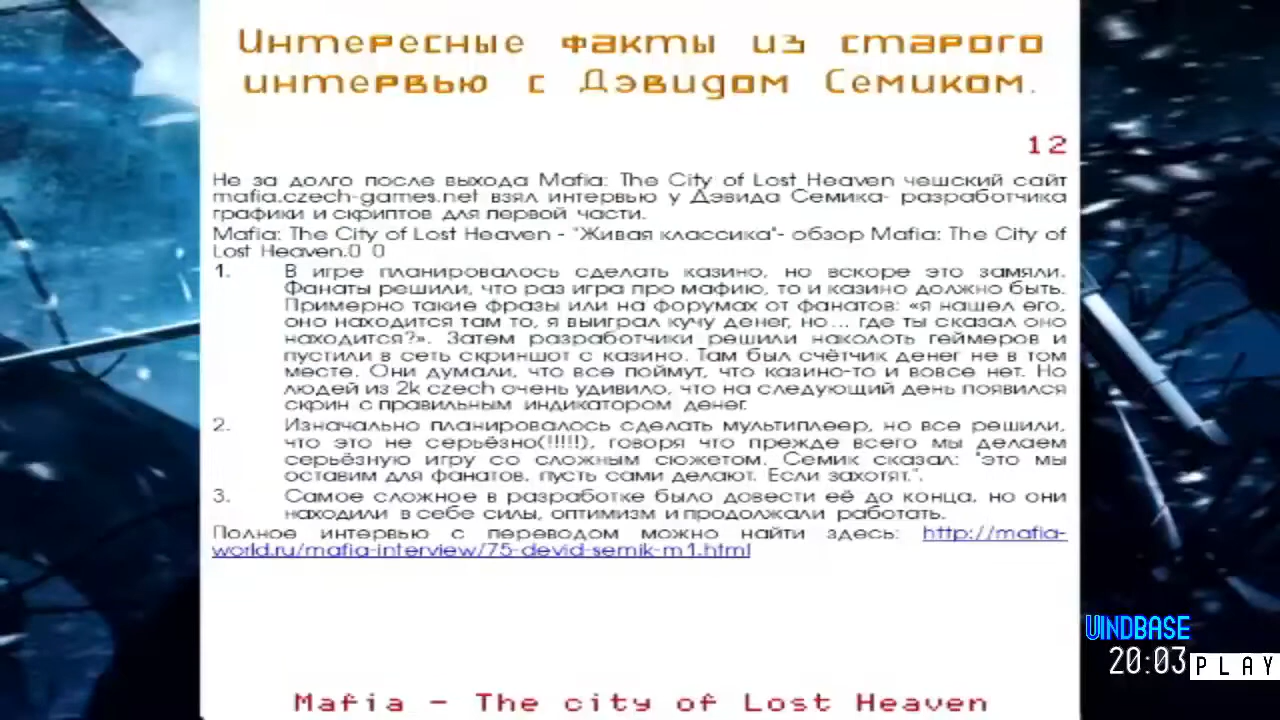 Интересные факты из старого
интервью с Дэвидом Семиком.
12
Не за долго после выхода Mafia: The City of Lost Heaven чешский сайт
mafia.czech-games.net взял интервью у Дэвида Семика- разработчика
графики и скриптов для первой части.
Mafia: The City of Lost Heaven - "Живая классика"- обзор Mafia: The City of
Lost Heaven.▯ ▯
1. В игре планировалось сделать казино, но вскоре это замяли.
Фанаты решили, что раз игра про мафию, то и казино должно быть.
Примерно такие фразы или на форумах от фанатов: «я нашел его,
оно находится там то, я выиграл кучу денег, но... где ты сказал оно
находится?». Затем разработчики решили наколоть геймеров и
пустили в сеть скриншот с казино. Там был счётчик денег не в том
месте. Они думали, что все поймут, что казино-то и вовсе нет. Но
людей из 2k czech очень удивило, что на следующий день появился
скрин с правильным индикатором денег.
2. Изначально планировалось сделать мультиплеер, но все решили,
что это не серьёзно(!!!!!), говоря что прежде всего мы делаем
серьёзную игру со сложным сюжетом. Семик сказал: "это мы
оставим для фанатов, пусть сами делают. Если захотят.".
3. Самое сложное в разработке было довести её до конца, но они
находили в себе силы, оптимизм и продолжали работать.
Полное интервью с переводом можно найти здесь: http://mafia-
world.ru/mafia-interview/75-devid-semik-m1.html
UINDBASE
20:03 PLAY
Mafia - The city of Lost Heaven